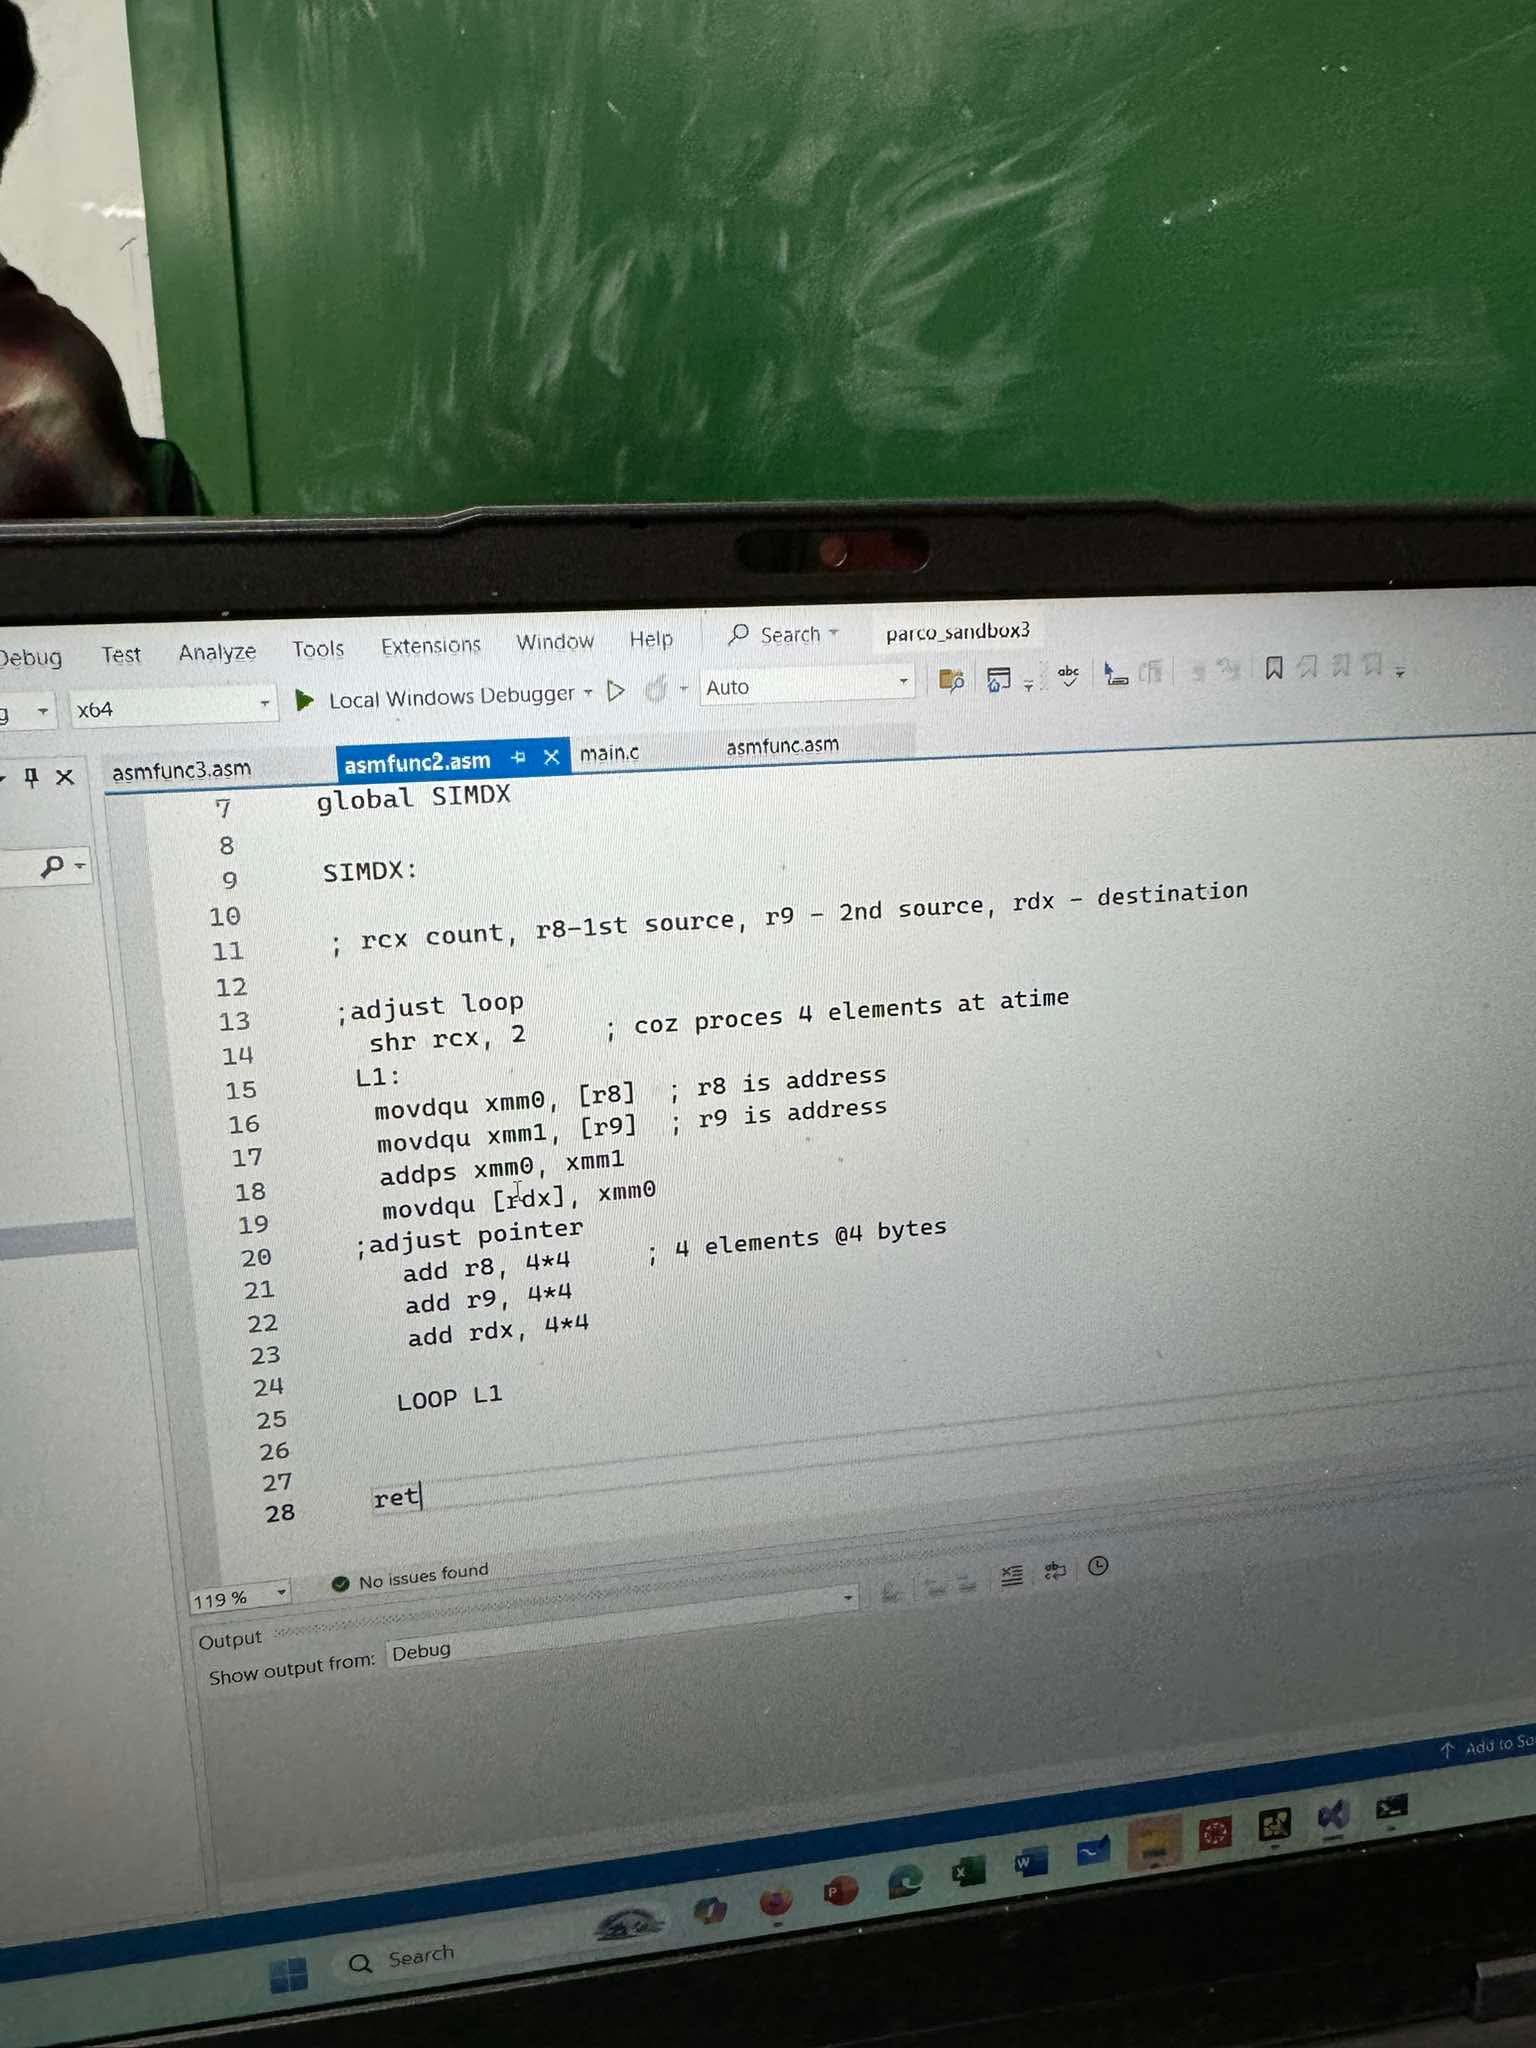 Debug Test Analyze Tools Extensions Window Help Search parco_sandbox3
g x64 Local Windows Debugger Auto abc
asmfunc3.asm asmfunc2.asm main.c asmfunc.asm
7 global SIMDX
8
9 SIMDX:
10
11 ; rcx count, r8-1st source, r9 - 2nd source, rdx - destination
12
13 ;adjust loop
14 shr rcx, 2 ; coz proces 4 elements at atime
15 L1:
16 movdqu xmm0, [r8] ; r8 is address
17 movdqu xmm1, [r9] ; r9 is address
18 addps xmm0, xmm1
19 movdqu [rdx], xmm0
20 ;adjust pointer
21 add r8, 4*4 ; 4 elements @4 bytes
22 add r9, 4*4
23 add rdx, 4*4
24
25 LOOP L1
26
27
28 ret
119 % No issues found
Output
Show output from: Debug
Add to So
Search